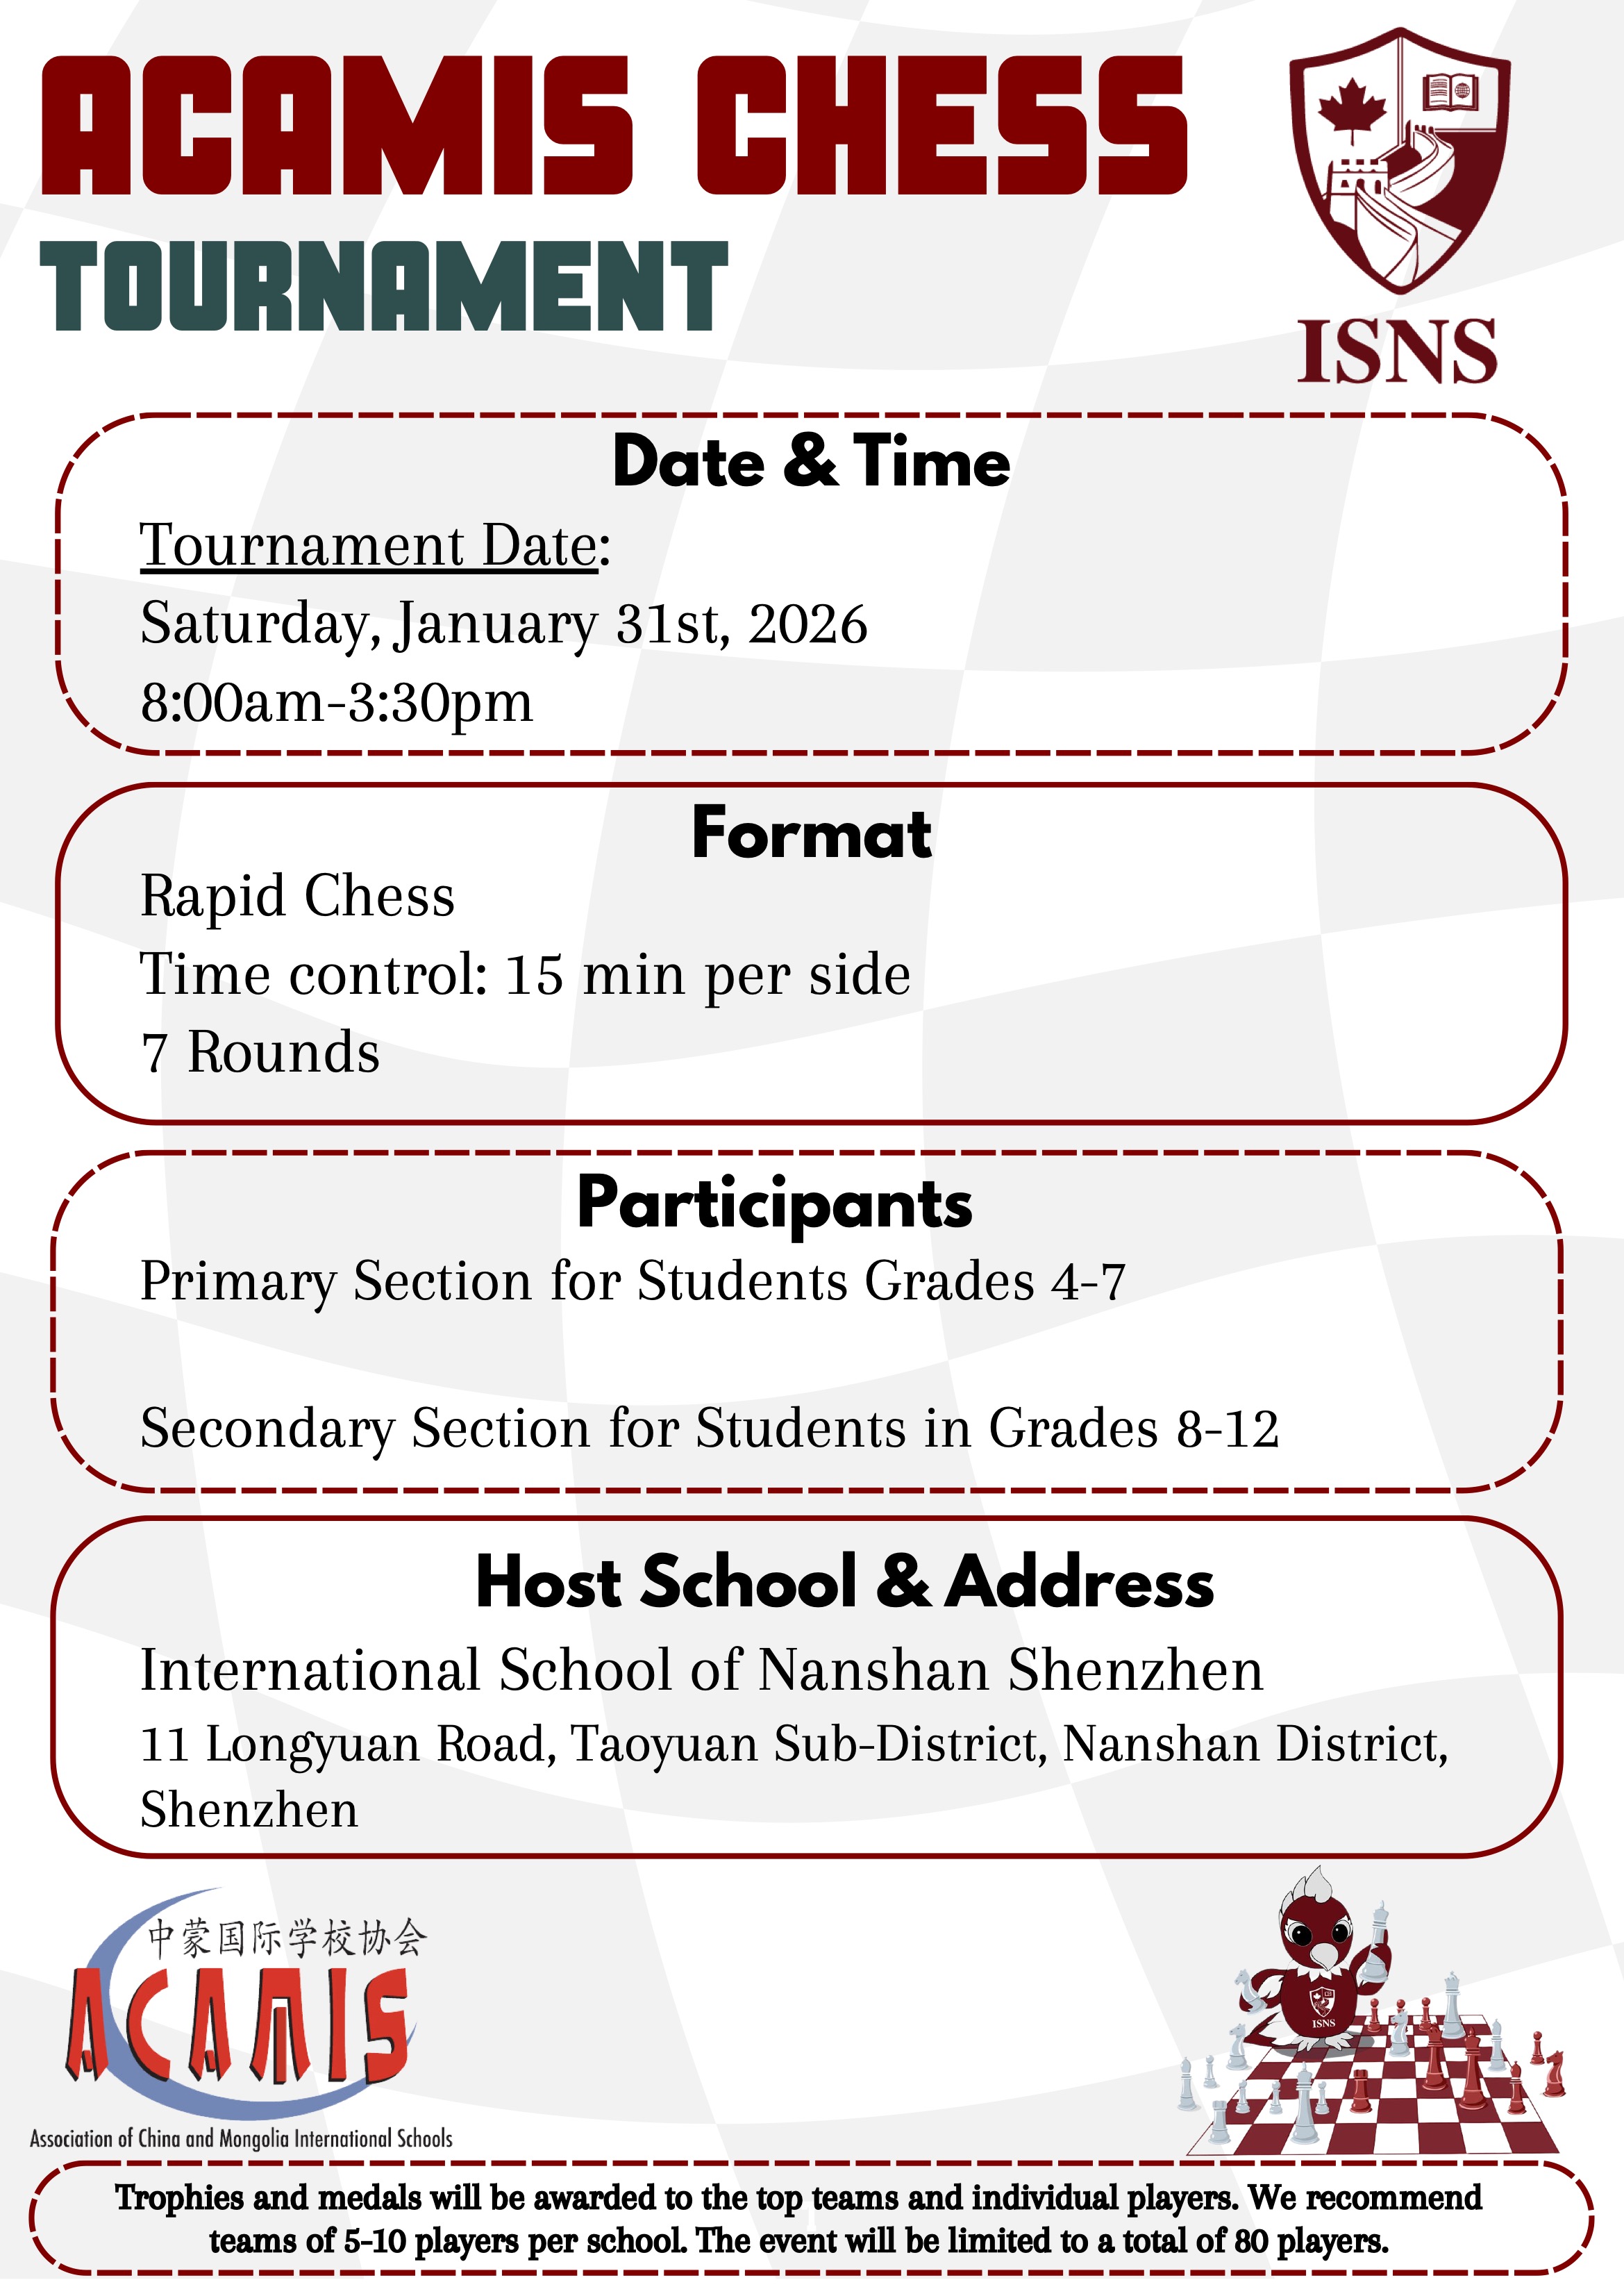 ACAMIS CHESS
TOURNAMENT
ISNS
Date & Time
Tournament Date:
Saturday, January 31st, 2026
8:00am-3:30pm
Format
Rapid Chess
Time control: 15 min per side
7 Rounds
Participants
Primary Section for Students Grades 4-7
Secondary Section for Students in Grades 8-12
Host School & Address
International School of Nanshan Shenzhen
11 Longyuan Road, Taoyuan Sub-District, Nanshan District,
Shenzhen
中蒙国际学校协会
ACAMIS
Association of China and Mongolia International Schools
ISNS
Trophies and medals will be awarded to the top teams and individual players. We recommend
teams of 5-10 players per school. The event will be limited to a total of 80 players.